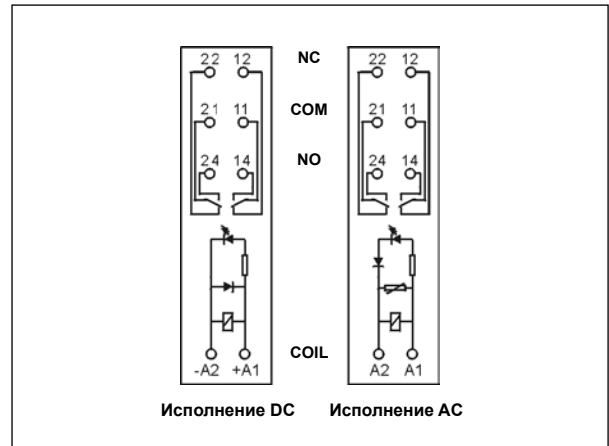 22 12 NC 22 12
21 11 COM 21 11
24 14 NO 24 14
COIL
-A2 +A1 A2 A1
Исполнение DC Исполнение AC